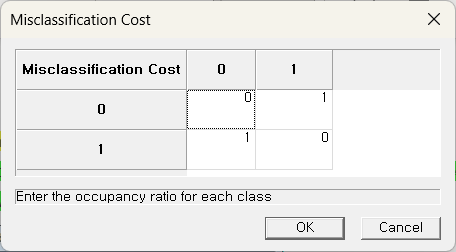 Misclassification Cost
Misclassification Cost 0 1
0 0 1
1 1 0
Enter the occupancy ratio for each class
OK Cancel